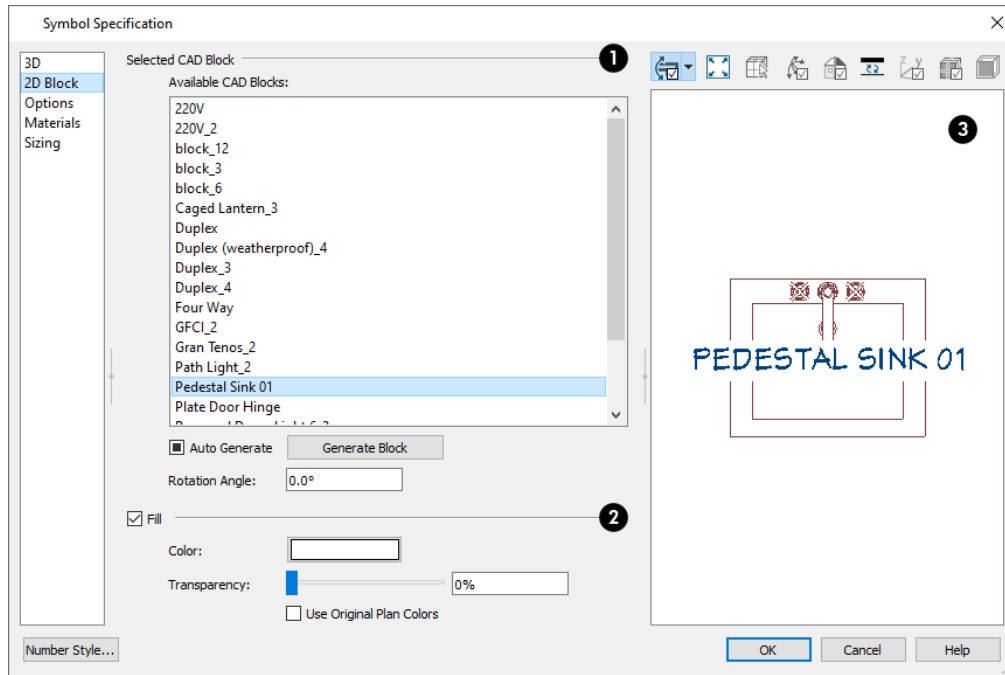 Symbol Specification
3D
2D Block
Options
Materials
Sizing
Selected CAD Block
1
Available CAD Blocks:
220V
220V_2
block_12
block_3
block_6
Caged Lantern_3
Duplex
Duplex (weatherproof)_4
Duplex_3
Duplex_4
Four Way
GFCI_2
Gran Tenos_2
Path Light_2
Pedestal Sink 01
Plate Door Hinge
Auto Generate
Generate Block
Rotation Angle:
0.0°
Fill
2
Color:
Transparency:
0%
Use Original Plan Colors
z y
3
PEDESTAL SINK 01
Number Style...
OK
Cancel
Help